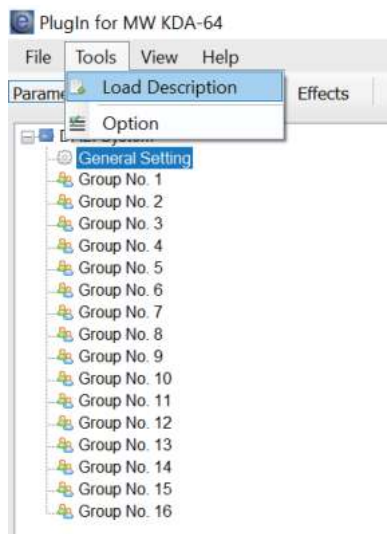 PlugIn for MW KDA-64
File Tools View Help
Load Description Effects
Option
General Setting
Group No. 1
Group No. 2
Group No. 3
Group No. 4
Group No. 5
Group No. 6
Group No. 7
Group No. 8
Group No. 9
Group No. 10
Group No. 11
Group No. 12
Group No. 13
Group No. 14
Group No. 15
Group No. 16